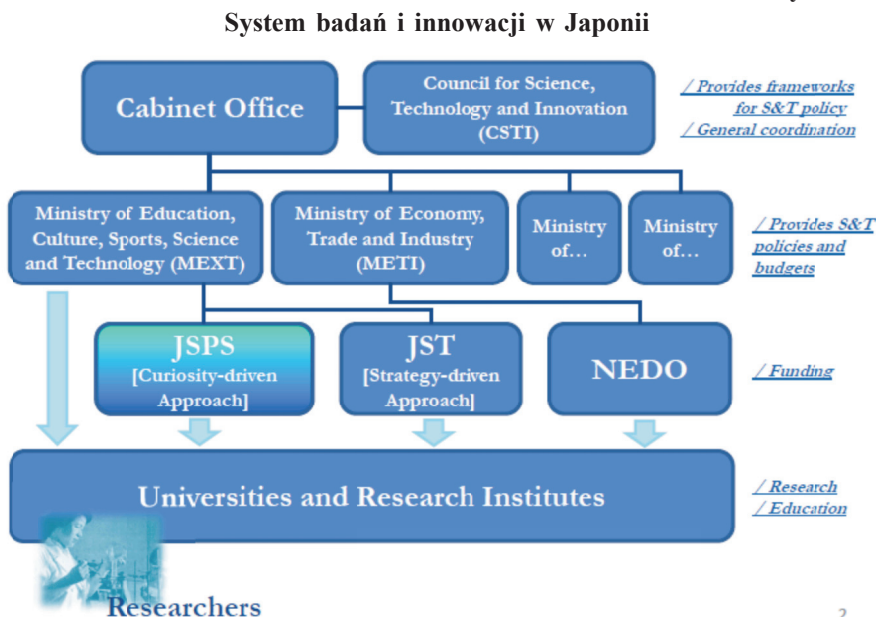 System badań i innowacji w Japonii
Cabinet Office
Council for Science,
Technology and Innovation
(CSTI)
/ Provides frameworks
for S&T policy
/ General coordination
Ministry of Education,
Culture, Sports, Science
and Technology (MEXT)
Ministry of Economy,
Trade and Industry
(METI)
Ministry
of...
Ministry
of...
/ Provides S&T
policies and
budgets
JSPS
[Curiosity-driven
Approach]
JST
[Strategy-driven
Approach]
NEDO
/ Funding
Universities and Research Institutes
/ Research
/ Education
Researchers
2